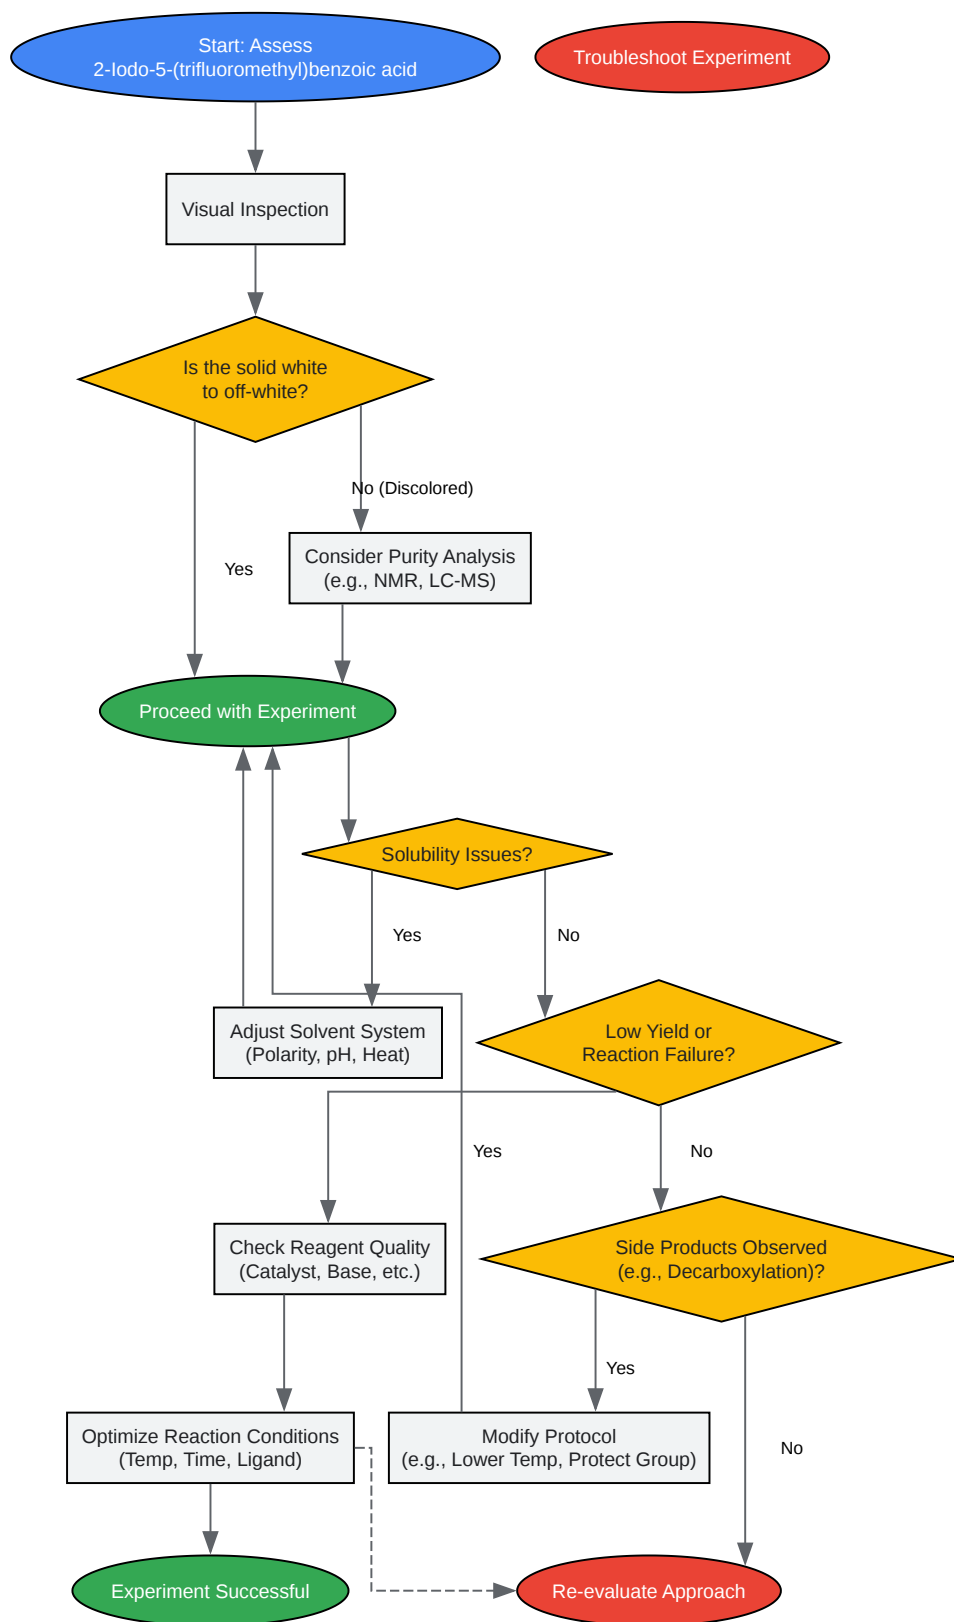 Start: Assess
2-Iodo-5-(trifluoromethyl)benzoic acid
Troubleshoot Experiment
Visual Inspection
Is the solid white
to off-white?
No (Discolored)
Consider Purity Analysis
(e.g., NMR, LC-MS)
Yes
Proceed with Experiment
Solubility Issues?
Yes
No
Adjust Solvent System
(Polarity, pH, Heat)
Low Yield or
Reaction Failure?
Yes
No
Check Reagent Quality
(Catalyst, Base, etc.)
Side Products Observed
(e.g., Decarboxylation)?
Yes
Optimize Reaction Conditions
(Temp, Time, Ligand)
Modify Protocol
(e.g., Lower Temp, Protect Group)
No
Experiment Successful
Re-evaluate Approach